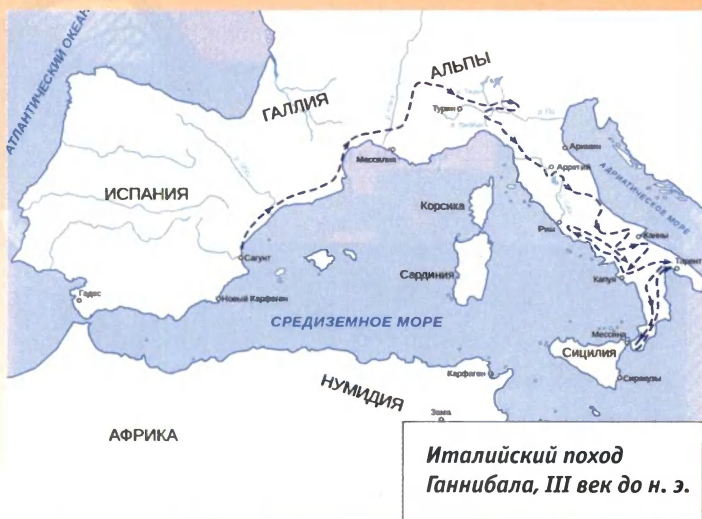 АТЛАНТИЧЕСКИЙ ОКЕАН
АЛЬПЫ
ГАЛЛИЯ
Турин
р. По
Массилия
Аримин
Арретий
АДРИАТИЧЕСКОЕ МОРЕ
ИСПАНИЯ
Корсика
Рим
Канны
Сагунт
Сардиния
Капуя
Тарент
Гадес
Новый Карфаген
СРЕДИЗЕМНОЕ МОРЕ
Мессана
СИЦИЛИЯ
Карфаген
Сиракузы
НУМИДИЯ
Зама
АФРИКА
Италийский поход
Ганнибала, III век до н. э.